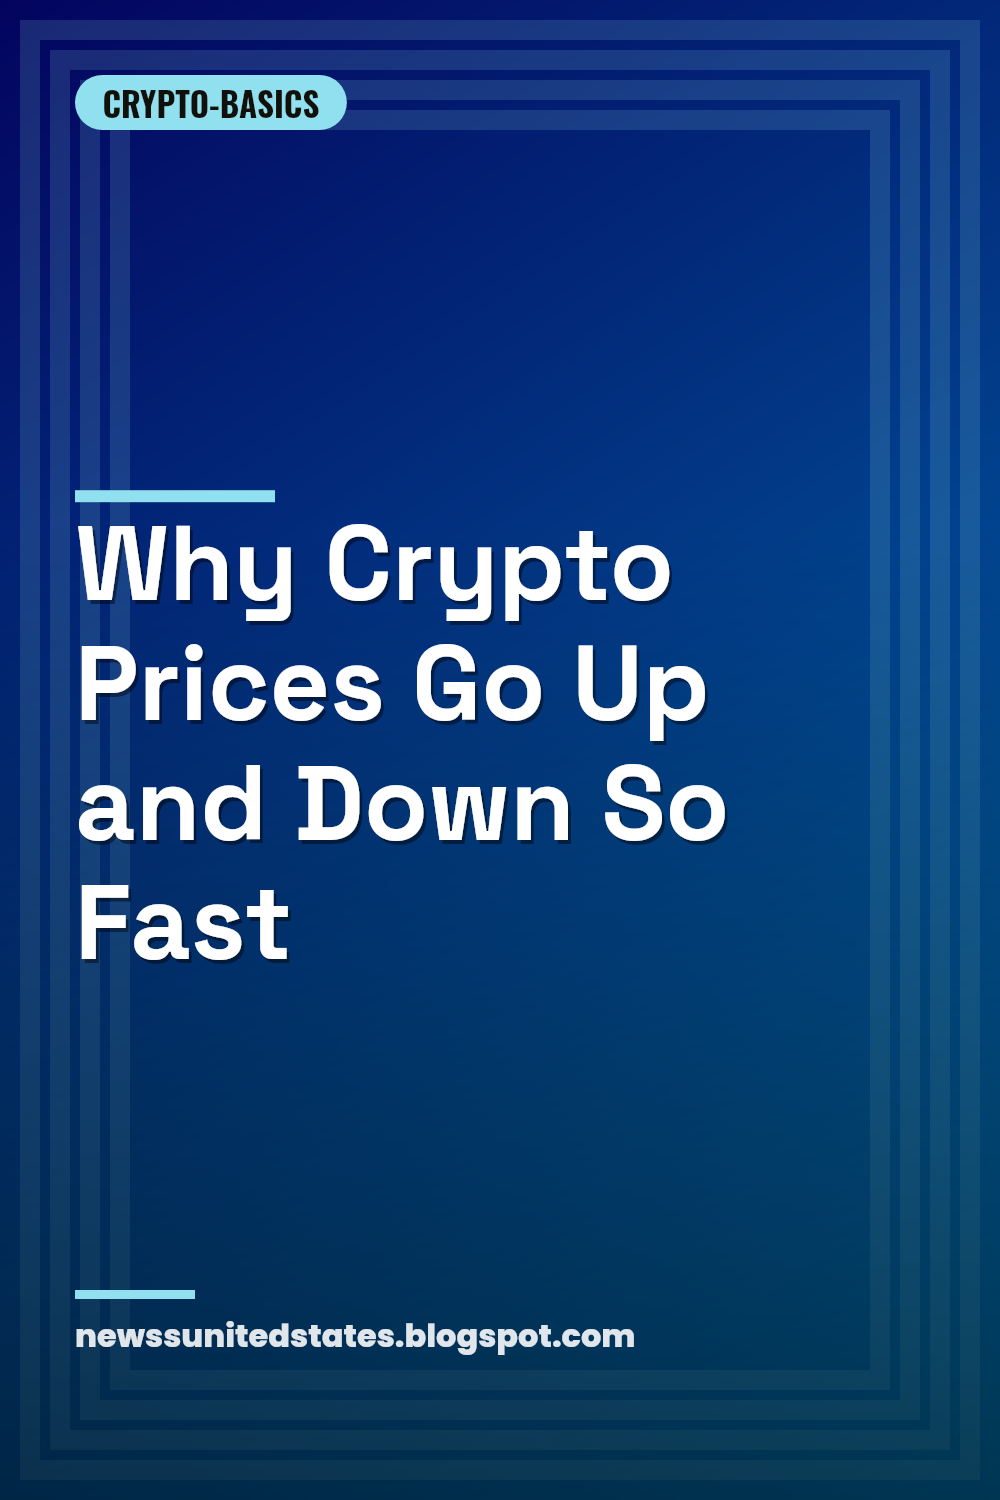 CRYPTO-BASICS
Why Crypto
Prices Go Up
and Down So
Fast
newssunitedstates.blogspot.com